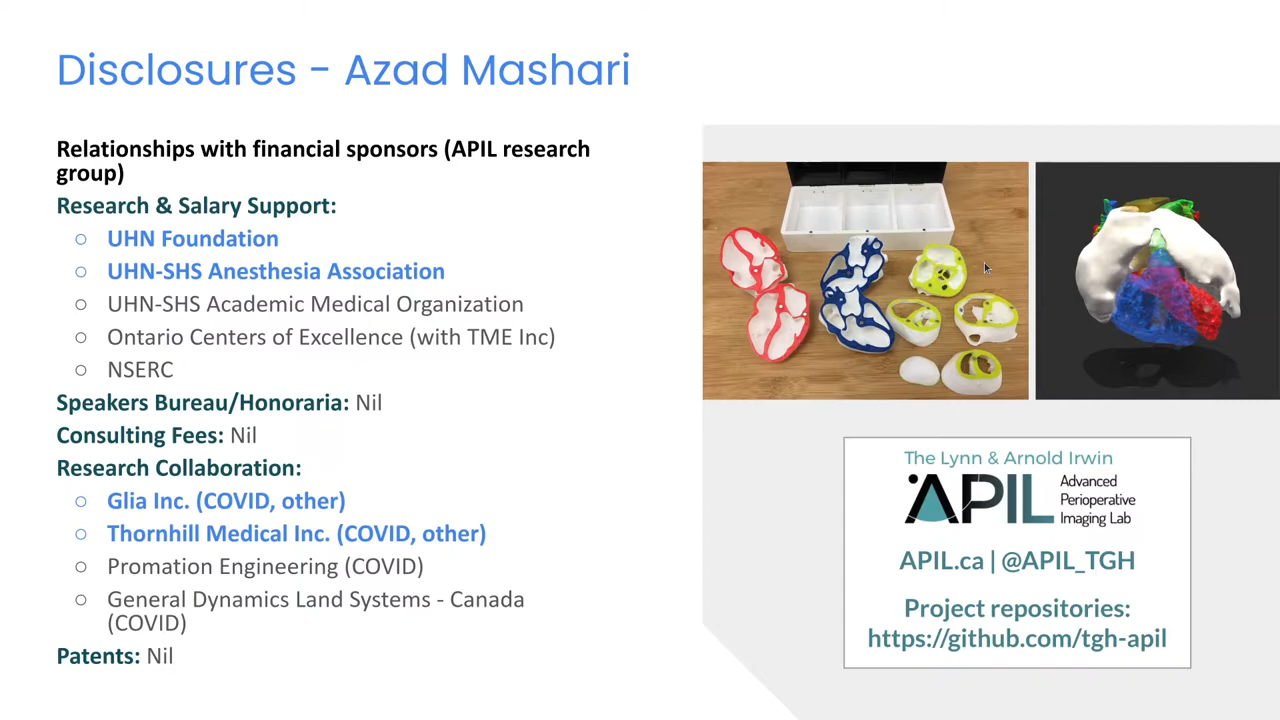 Disclosures - Azad Mashari
Relationships with financial sponsors (APIL research
group)
Research & Salary Support:
○ UHN Foundation
○ UHN-SHS Anesthesia Association
○ UHN-SHS Academic Medical Organization
○ Ontario Centers of Excellence (with TME Inc)
○ NSERC
Speakers Bureau/Honoraria: Nil
Consulting Fees: Nil
Research Collaboration:
○ Glia Inc. (COVID, other)
○ Thornhill Medical Inc. (COVID, other)
○ Promation Engineering (COVID)
○ General Dynamics Land Systems - Canada
(COVID)
Patents: Nil
The Lynn & Arnold Irwin
APIL
Advanced
Perioperative
Imaging Lab
APIL.ca | @APIL_TGH
Project repositories:
https://github.com/tgh-apil